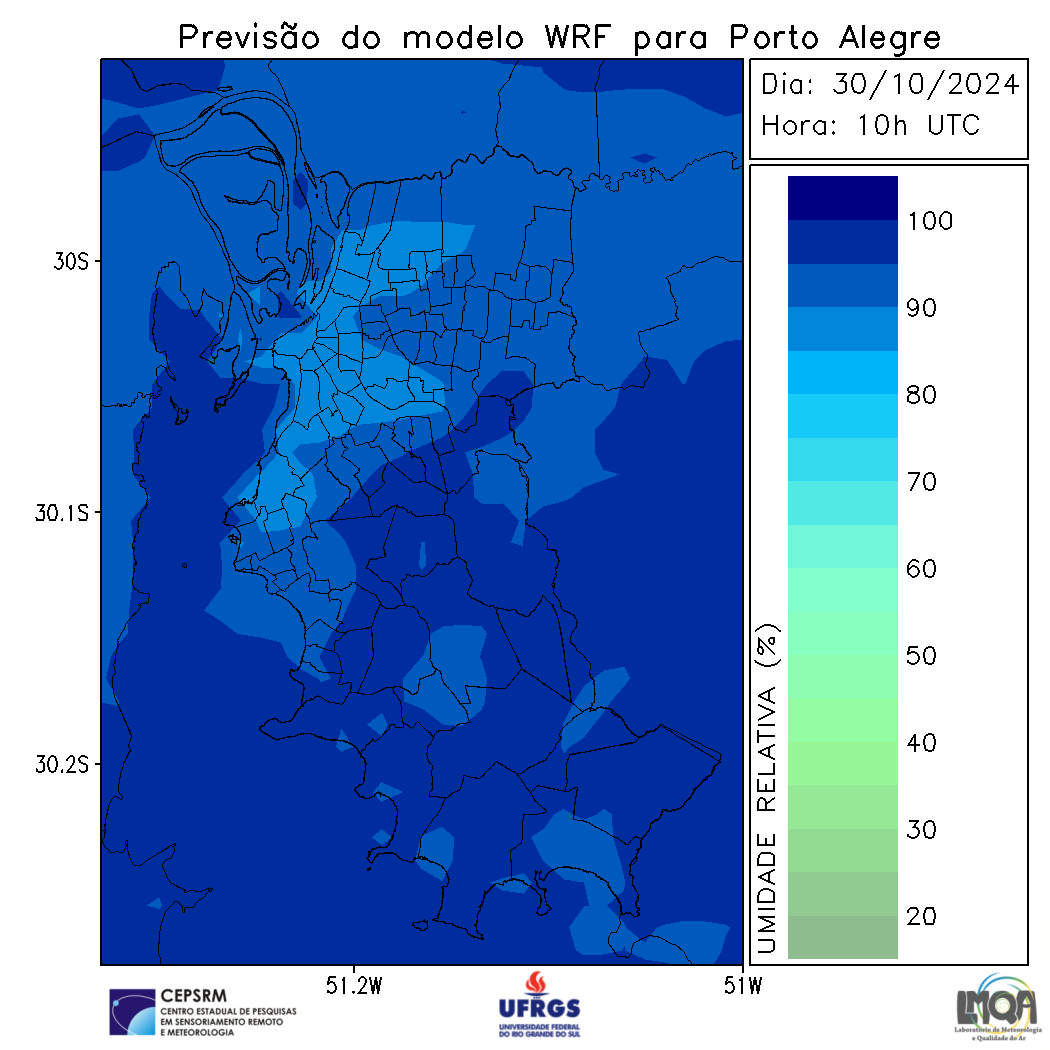 Previsão do modelo WRF para Porto Alegre
Dia: 30/10/2024
Hora: 10h UTC
30S
30.1S
30.2S
51.2W
51W
100
90
80
70
60
50
40
30
20
UMIDADE RELATIVA (%)
CEPSRM
CENTRO ESTADUAL DE PESQUISAS
EM SENSORIAMENTO REMOTO
E METEOROLOGIA
UFRGS
UNIVERSIDADE FEDERAL
DO RIO GRANDE DO SUL
LMQA
Laboratório de Meteorologia
e Qualidade do Ar